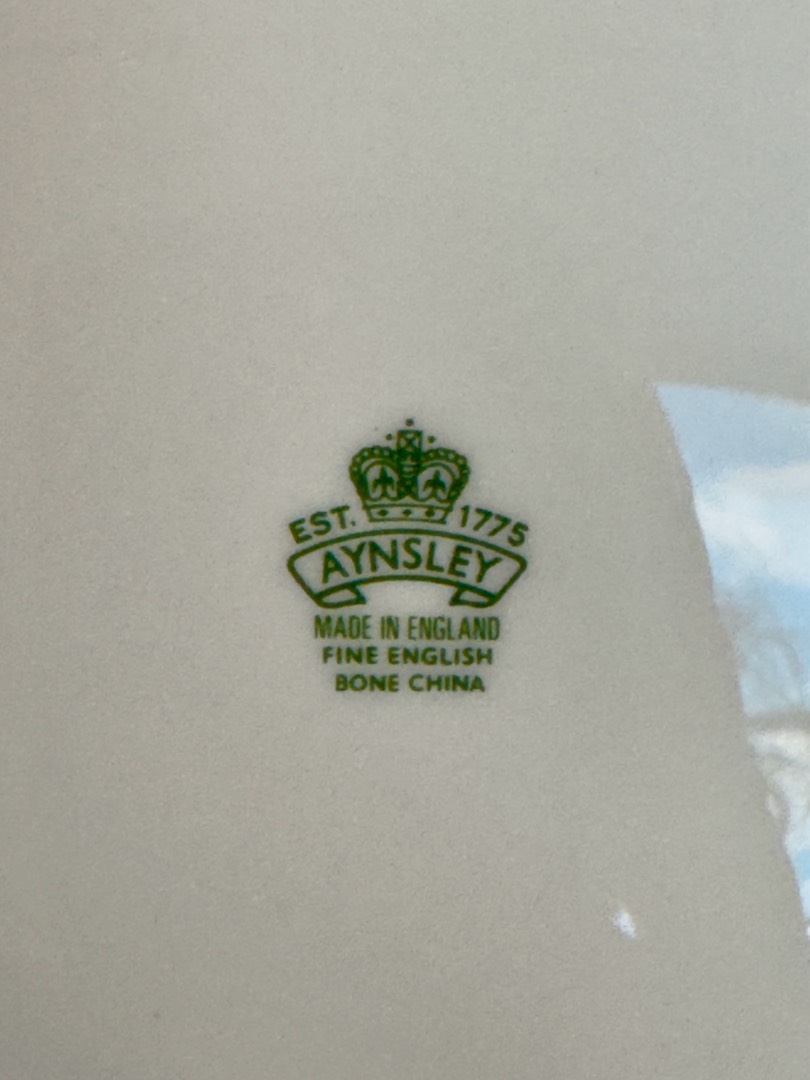 EST. 1775
AYNSLEY
MADE IN ENGLAND
FINE ENGLISH
BONE CHINA